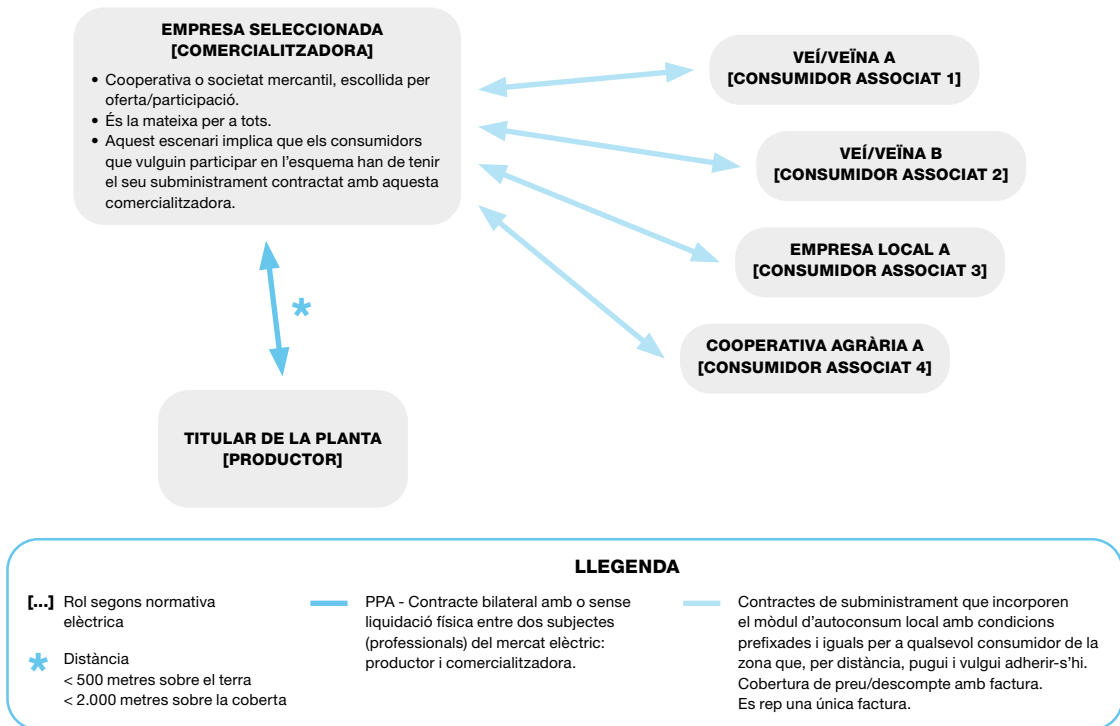 EMPRESA SELECCIONADA
[COMERCIALITZADORA]
• Cooperativa o societat mercantil, escollida per
oferta/participació.
• És la mateixa per a tots.
• Aquest escenari implica que els consumidors
que vulguin participar en l'esquema han de tenir
el seu subministrament contractat amb aquesta
comercialitzadora.
VEÍ/VEÏNA A
[CONSUMIDOR ASSOCIAT 1]
VEÍ/VEÏNA B
[CONSUMIDOR ASSOCIAT 2]
EMPRESA LOCAL A
[CONSUMIDOR ASSOCIAT 3]
COOPERATIVA AGRÀRIA A
[CONSUMIDOR ASSOCIAT 4]
*
TITULAR DE LA PLANTA
[PRODUCTOR]
LLEGENDA
[...] Rol segons normativa
elèctrica
* Distància
< 500 metres sobre el terra
< 2.000 metres sobre la coberta
PPA - Contracte bilateral amb o sense
liquidació física entre dos subjectes
(professionals) del mercat elèctric:
productor i comercialitzadora.
Contractes de subministrament que incorporen
el mòdul d'autoconsum local amb condicions
prefixades i iguals per a qualsevol consumidor de la
zona que, per distància, pugui i vulgui adherir-s'hi.
Cobertura de preu/descompte amb factura.
Es rep una única factura.